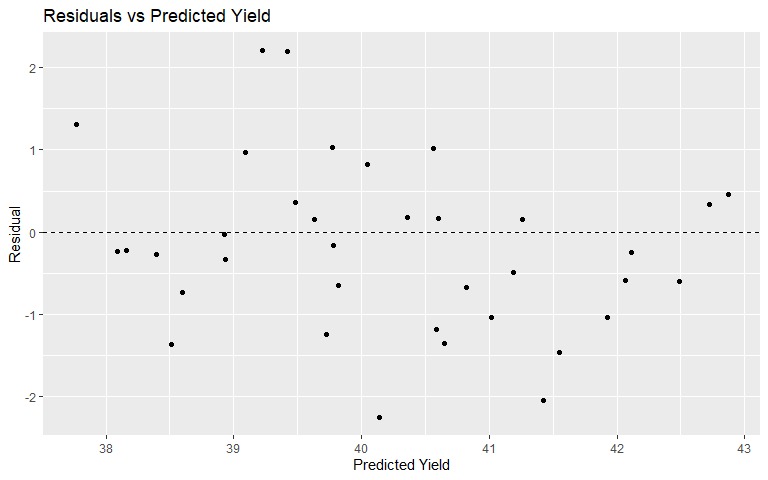 Residuals vs Predicted Yield
2
1
0
-1
-2
Residual
38 39 40 41 42 43
Predicted Yield